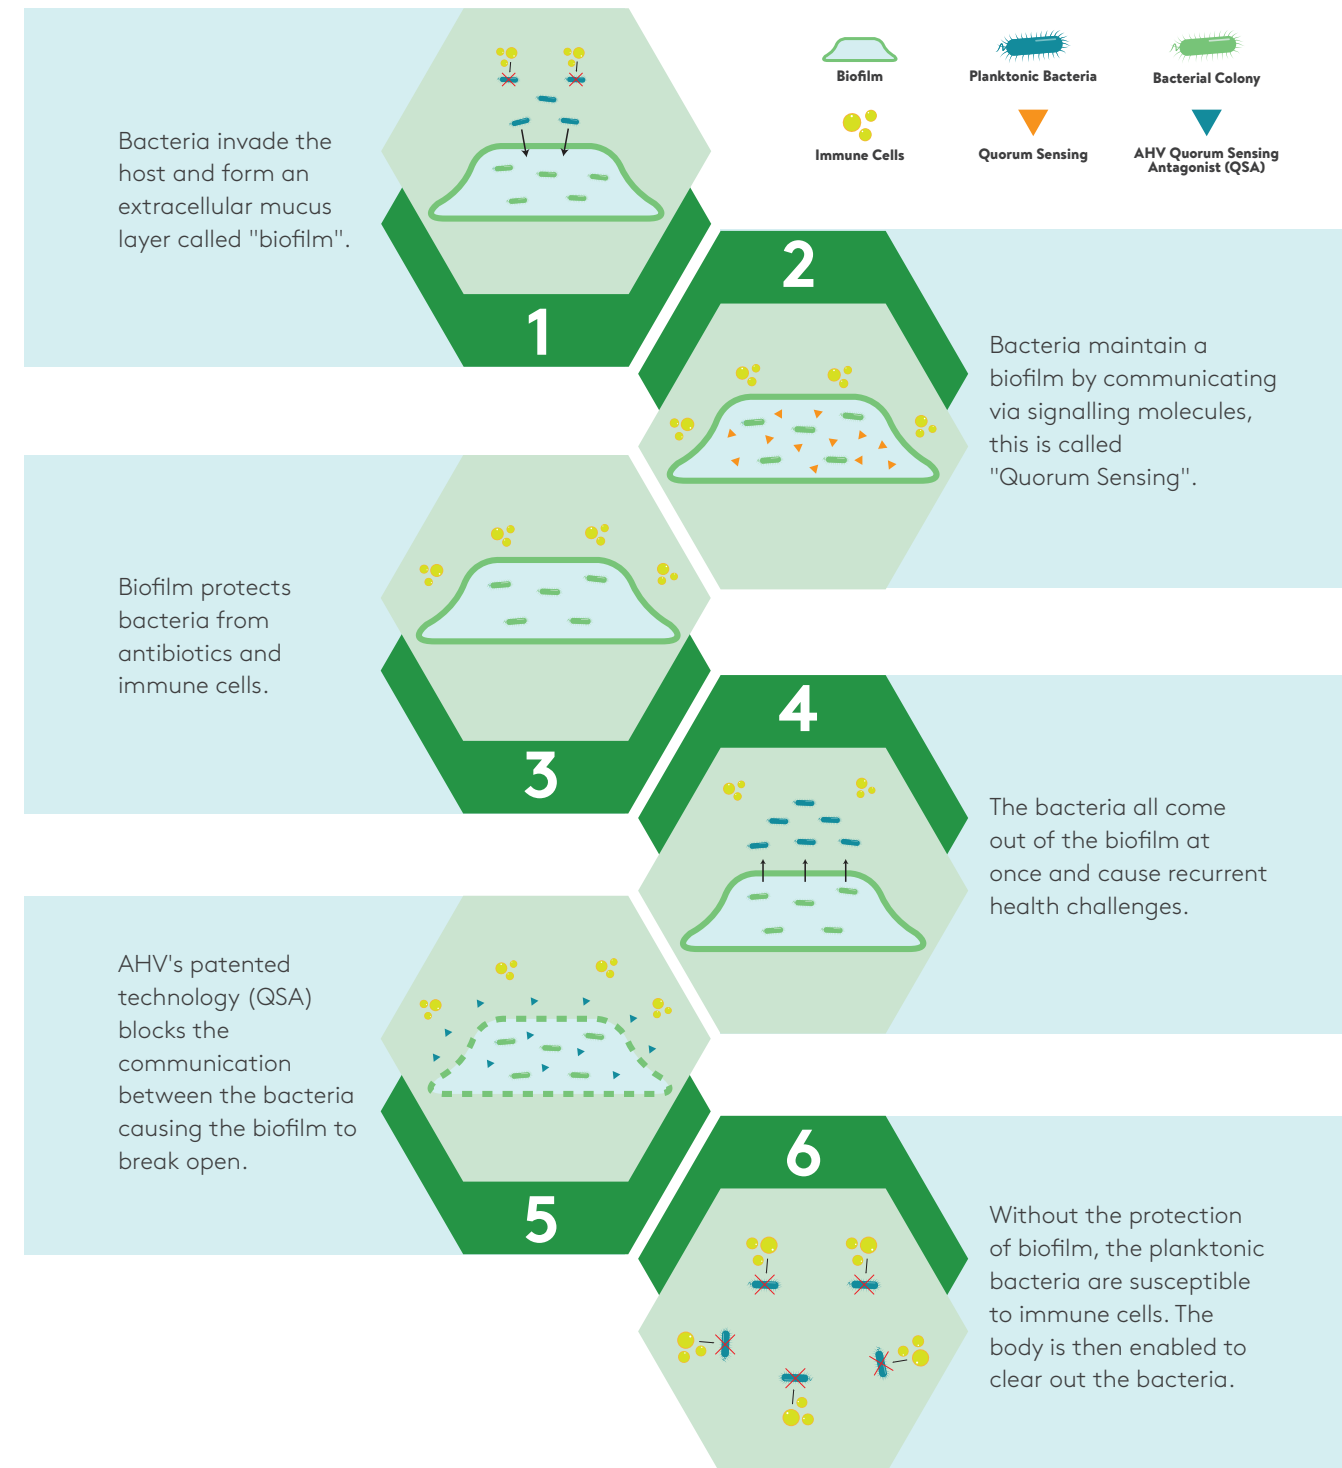 Bacteria invade the
host and form an
extracellular mucus
layer called "biofilm".
1
Biofilm
Planktonic Bacteria
Bacterial Colony
Immune Cells
Quorum Sensing
AHV Quorum Sensing
Antagonist (QSA)
2
Bacteria maintain a
biofilm by communicating
via signalling molecules,
this is called
"Quorum Sensing".
Biofilm protects
bacteria from
antibiotics and
immune cells.
3
4
The bacteria all come
out of the biofilm at
once and cause recurrent
health challenges.
AHV's patented
technology (QSA)
blocks the
communication
between the bacteria
causing the biofilm to
break open.
5
6
Without the protection
of biofilm, the planktonic
bacteria are susceptible
to immune cells. The
body is then enabled to
clear out the bacteria.